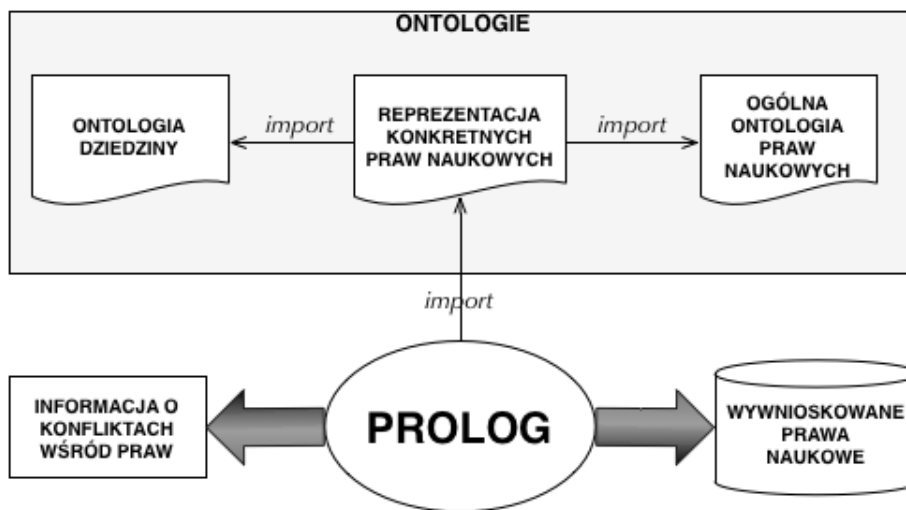 ONTOLOGIE
ONTOLOGIA
DZIEDZINY
import
REPREZENTACJA
KONKRETNYCH
PRAW NAUKOWYCH
import
OGÓLNA
ONTOLOGIA
PRAW
NAUKOWYCH
import
INFORMACJA O
KONFLIKTACH
WŚRÓD PRAW
PROLOG
WYWNIOSKOWANE
PRAWA
NAUKOWE